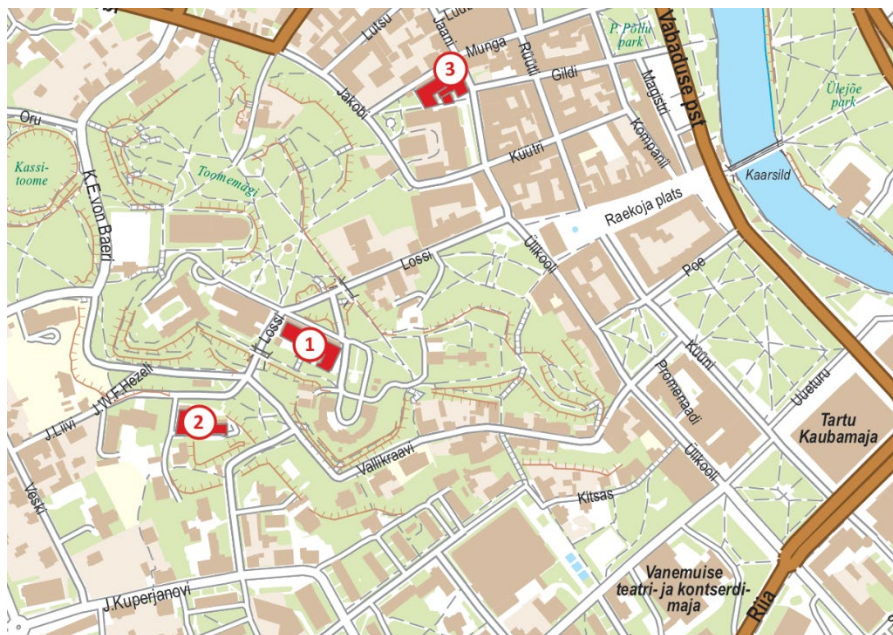 Lutsu
Jaani
Munga
Rüütli
P. Põllu
park
Vabaduse pst
Gildi
Magistri
Ülejõe
park
3
Jakobi
Oru
Kompanii
Küütri
Kaarsild
Kassi-
toome
Toomemägi
K.E.von Baeri
Raekoja plats
Lossi
Ülikooli
Poe
Lossi
1
Küüni
J.W.F.Hezeli
Promenaadi
Uueturu
J.Liivi
2
Tartu
Kaubamaja
Vallikraavi
Ülikooli
Veski
Kitsas
Vanemuise
teatri- ja kontserdi-
maja
J.Kuperjanovi
Riia